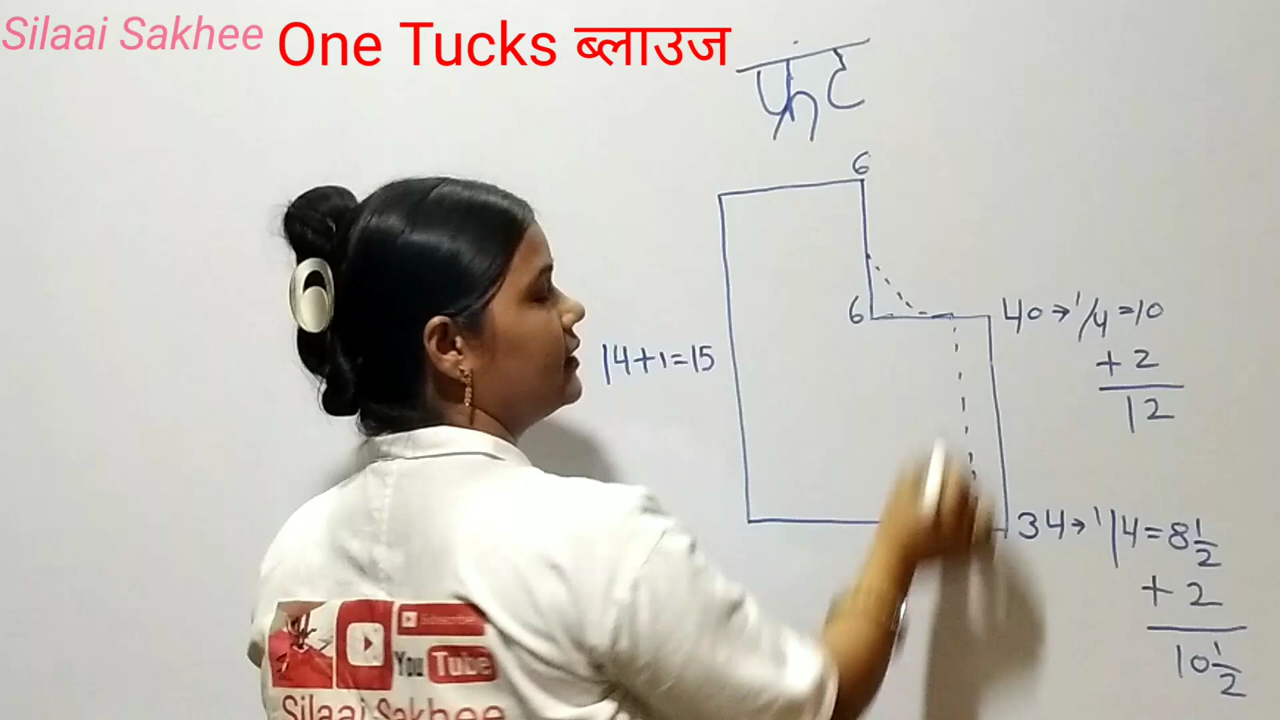 Silaai Sakhee
One Tucks ब्लाउज
फ्रंट
6
6
14+1=15
40→1/4=10
+2
12
34→1/4=8 1/2
+2
10 1/2
You Tube
Silaai Sakhee